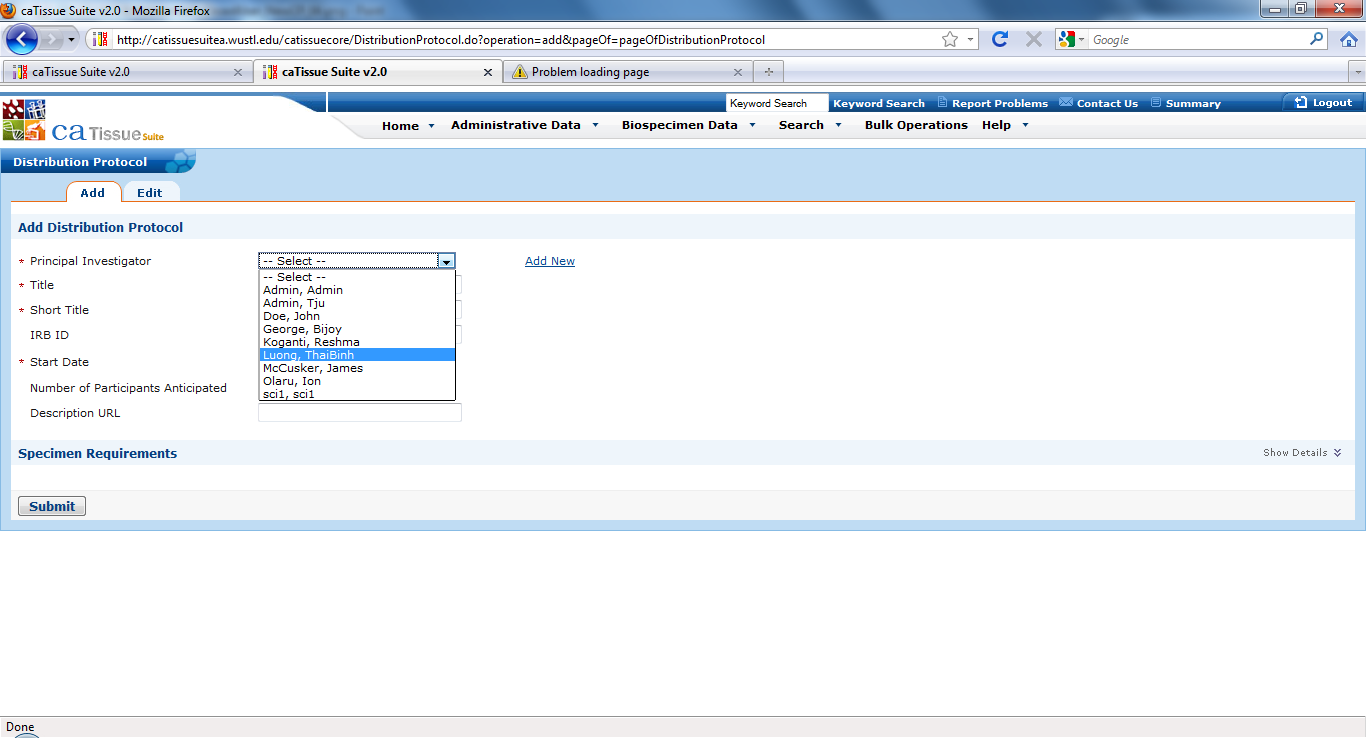 caTissue Suite v2.0 - Mozilla Firefox
http://catissuesuitea.wustl.edu/catissuecore/DistributionProtocol.do?operation=add&pageOf=pageOfDistributionProtocol
Google
caTissue Suite v2.0
caTissue Suite v2.0
Problem loading page
Keyword Search
Keyword Search
Report Problems
Contact Us
Summary
Logout
ca Tissue Suite
Home
Administrative Data
Biospecimen Data
Search
Bulk Operations
Help
Distribution Protocol
Add
Edit
Add Distribution Protocol
* Principal Investigator
-- Select --
Add New
-- Select --
Admin, Admin
Admin, Tju
Doe, John
George, Bijoy
Koganti, Reshma
Luong, ThaiBinh
McCusker, James
Olaru, Ion
sci1, sci1
* Title
* Short Title
IRB ID
* Start Date
Number of Participants Anticipated
Description URL
Specimen Requirements
Show Details
Submit
Done